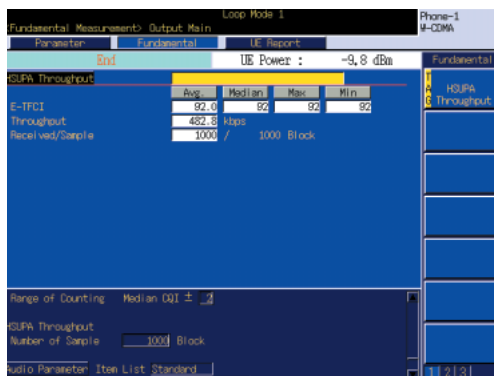 Loop Mode 1
<Fundamental Measurement> Output Main
Phone-1
W-CDMA
Parameter Fundamental UE Report
End UE Power : -9.8 dBm Fundamental
HSUPA Throughput
TAG HSUPA Throughput
Avg. Median Max Min
E-TFCI 92.0 92 92 92
Throughput 482.8 kbps
Received/Sample 1000 / 1000 Block
Range of Counting Median CQI ± 2
HSUPA Throughput
Number of Sample 1000 Block
Audio Parameter Item List Standard
1 2 3